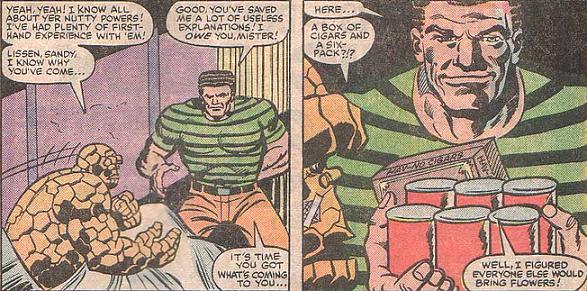 YEAH, YEAH! I KNOW ALL
ABOUT YER NUTTY POWERS!
I'VE HAD PLENTY OF FIRST-
HAND EXPERIENCE WITH 'EM!
LISSEN, SANDY,
I KNOW WHY
YOU'VE COME...
GOOD, YOU'VE SAVED
ME A LOT OF USELESS
EXPLANATIONS! I
OWE YOU, MISTER!
IT'S TIME
YOU GOT
WHAT'S COMING
TO YOU...
HERE...
A BOX OF
CIGARS AND
A SIX-
PACK?!?
CIGARS
WELL, I FIGURED
EVERYONE ELSE WOULD
BRING FLOWERS!